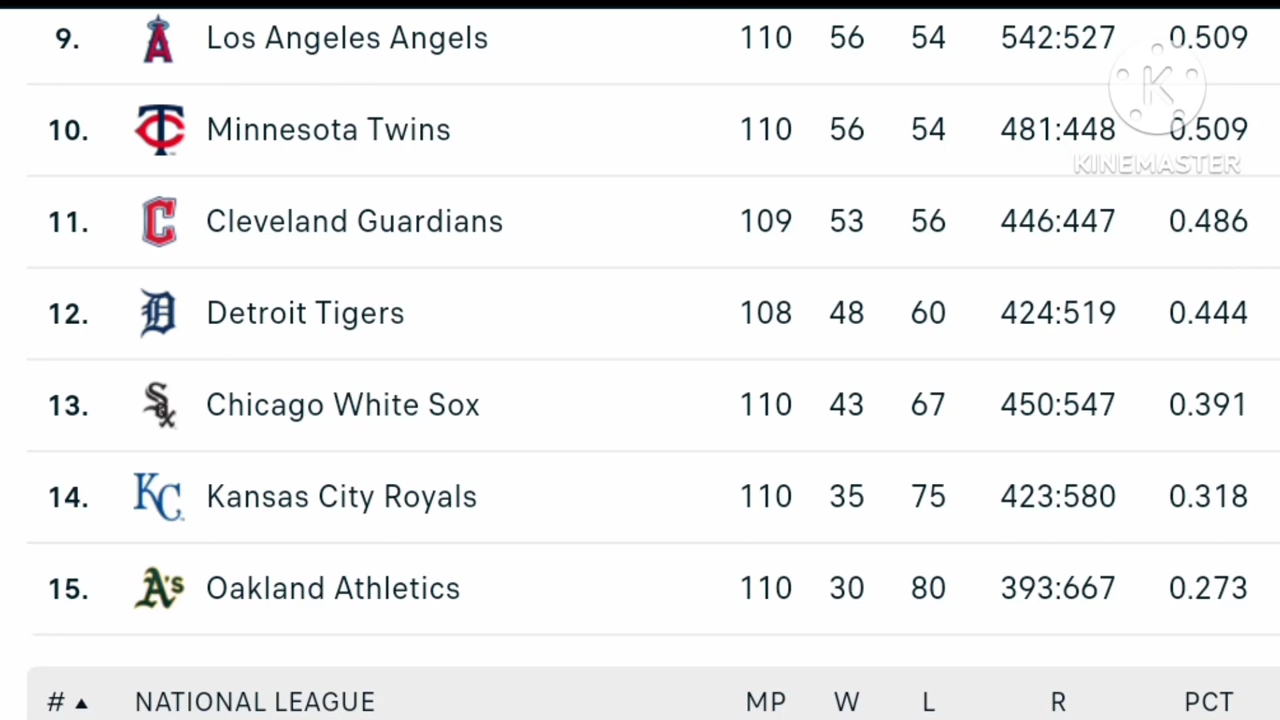 9. A Los Angeles Angels 110 56 54 542:527 0.509
10. TC Minnesota Twins 110 56 54 481:448 0.509
K
KINEMASTER
11. C Cleveland Guardians 109 53 56 446:447 0.486
12. D Detroit Tigers 108 48 60 424:519 0.444
13. Sox Chicago White Sox 110 43 67 450:547 0.391
14. KC Kansas City Royals 110 35 75 423:580 0.318
15. A's Oakland Athletics 110 30 80 393:667 0.273
# ▲ NATIONAL LEAGUE MP W L R PCT